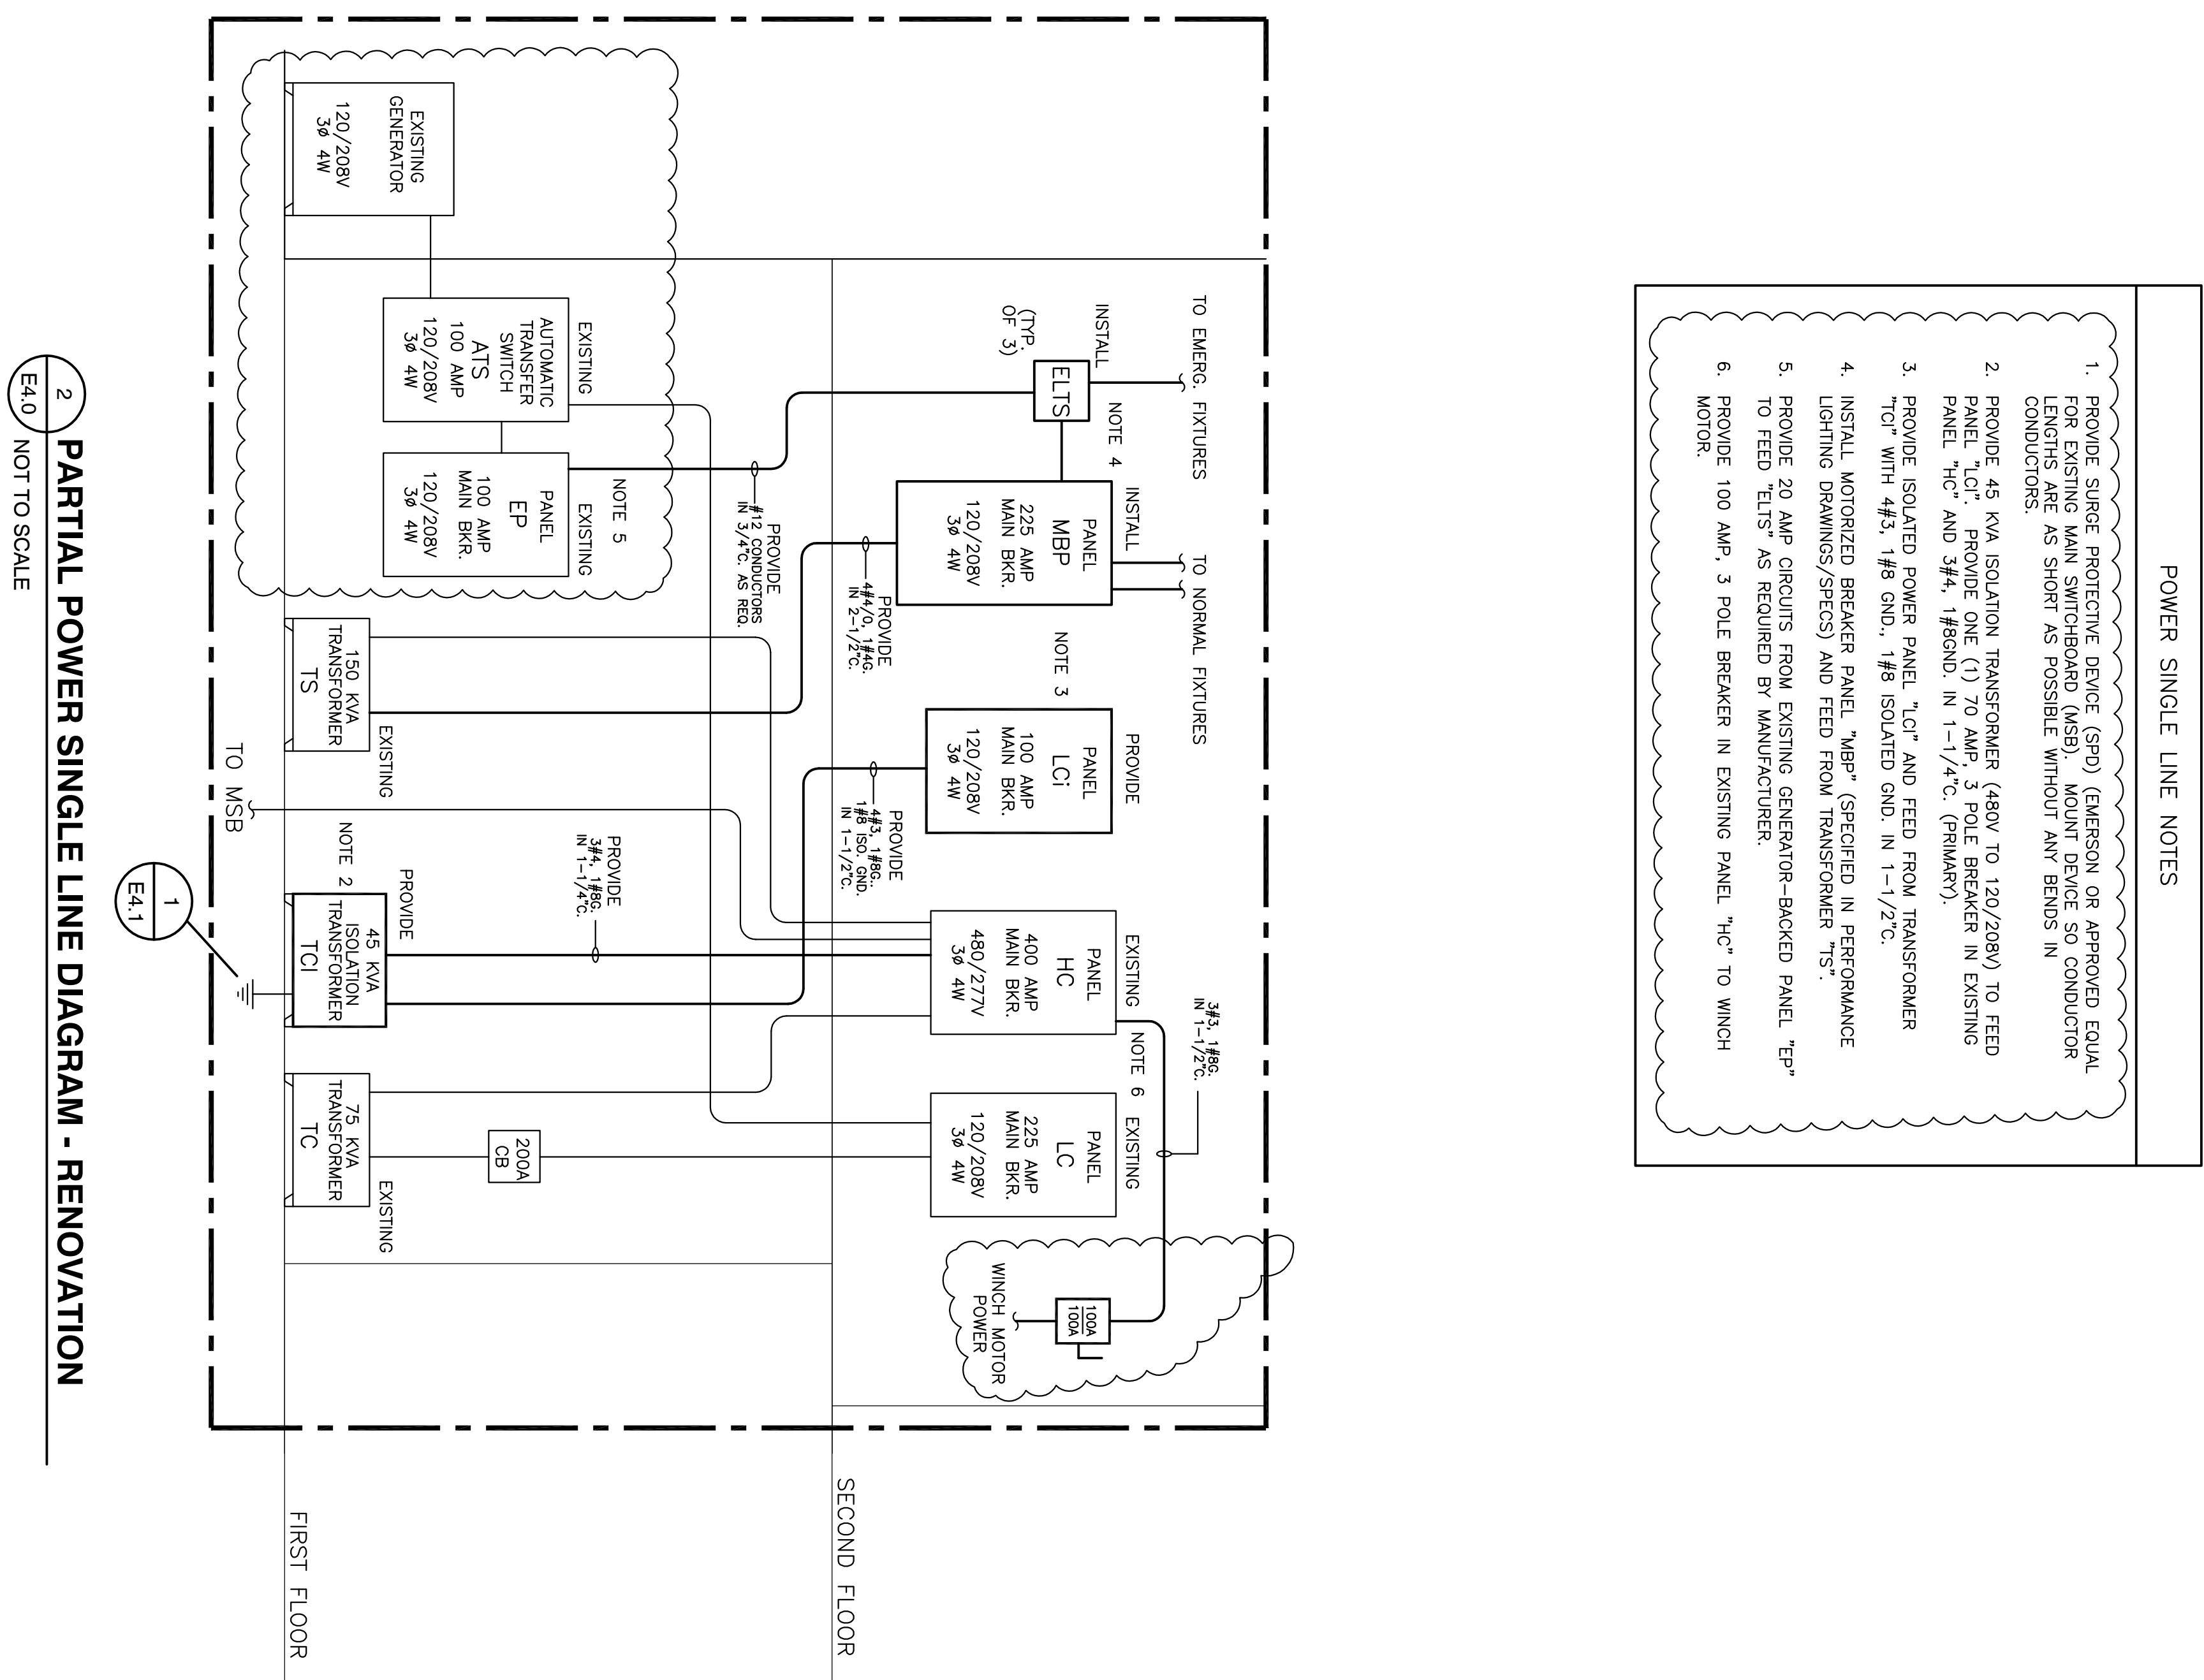 POWER SINGLE LINE NOTES
1. PROVIDE SURGE PROTECTIVE DEVICE (SPD) (EMERSON OR APPROVED EQUAL
FOR EXISTING MAIN SWITCHBOARD (MSB). MOUNT DEVICE SO CONDUCTOR
LENGTHS ARE AS SHORT AS POSSIBLE WITHOUT ANY BENDS IN
CONDUCTORS.
2. PROVIDE 45 KVA ISOLATION TRANSFORMER (480V TO 120/208V) TO FEED
PANEL "LCI". PROVIDE ONE (1) 70 AMP, 3 POLE BREAKER IN EXISTING
PANEL "HC" AND 3#4, 1#8GND. IN 1-1/4"C. (PRIMARY).
3. PROVIDE ISOLATED POWER PANEL "LCI" AND FEED FROM TRANSFORMER
"TCI" WITH 4#3, 1#8 GND., 1#8 ISOLATED GND. IN 1-1/2"C.
4. INSTALL MOTORIZED BREAKER PANEL "MBP" (SPECIFIED IN PERFORMANCE
LIGHTING DRAWINGS/SPECS) AND FEED FROM TRANSFORMER "TS".
5. PROVIDE 20 AMP CIRCUITS FROM EXISTING GENERATOR-BACKED PANEL "EP"
TO FEED "ELTS" AS REQUIRED BY MANUFACTURER.
6. PROVIDE 100 AMP, 3 POLE BREAKER IN EXISTING PANEL "HC" TO WINCH
MOTOR.
TO EMERG. FIXTURES
TO NORMAL FIXTURES
3#3, 1#8G.
IN 1-1/2"C.
INSTALL
ELTS
(TYP.
OF 3)
NOTE 4
INSTALL
PANEL
MBP
225 AMP
MAIN BKR.
120/208V
3Ø 4W
NOTE 3
PROVIDE
PANEL
LCi
100 AMP
MAIN BKR.
120/208V
3Ø 4W
EXISTING
PANEL
HC
400 AMP
MAIN BKR.
480/277V
3Ø 4W
NOTE 6
EXISTING
PANEL
LC
225 AMP
MAIN BKR.
120/208V
3Ø 4W
100A
100A
WINCH MOTOR
POWER
PROVIDE
4#4/0, 1#4G.
IN 2-1/2"C.
PROVIDE
4#3, 1#8G..
1#8 ISO. GND.
IN 1-1/2"C.
SECOND FLOOR
PROVIDE
#12 CONDUCTORS
IN 3/4"C. AS REQ.
PROVIDE
3#4, 1#8G.
IN 1-1/4"C.
EXISTING
GENERATOR
120/208V
3Ø 4W
EXISTING
AUTOMATIC
TRANSFER
SWITCH
ATS
100 AMP
120/208V
3Ø 4W
NOTE 5
EXISTING
PANEL
EP
100 AMP
MAIN BKR.
120/208V
3Ø 4W
200A
CB
EXISTING
150 KVA
TRANSFORMER
TS
PROVIDE
NOTE 2
45 KVA
ISOLATION
TRANSFORMER
TCI
EXISTING
75 KVA
TRANSFORMER
TC
FIRST FLOOR
TO MSB
1
E4.1
2
E4.0
PARTIAL POWER SINGLE LINE DIAGRAM - RENOVATION
NOT TO SCALE